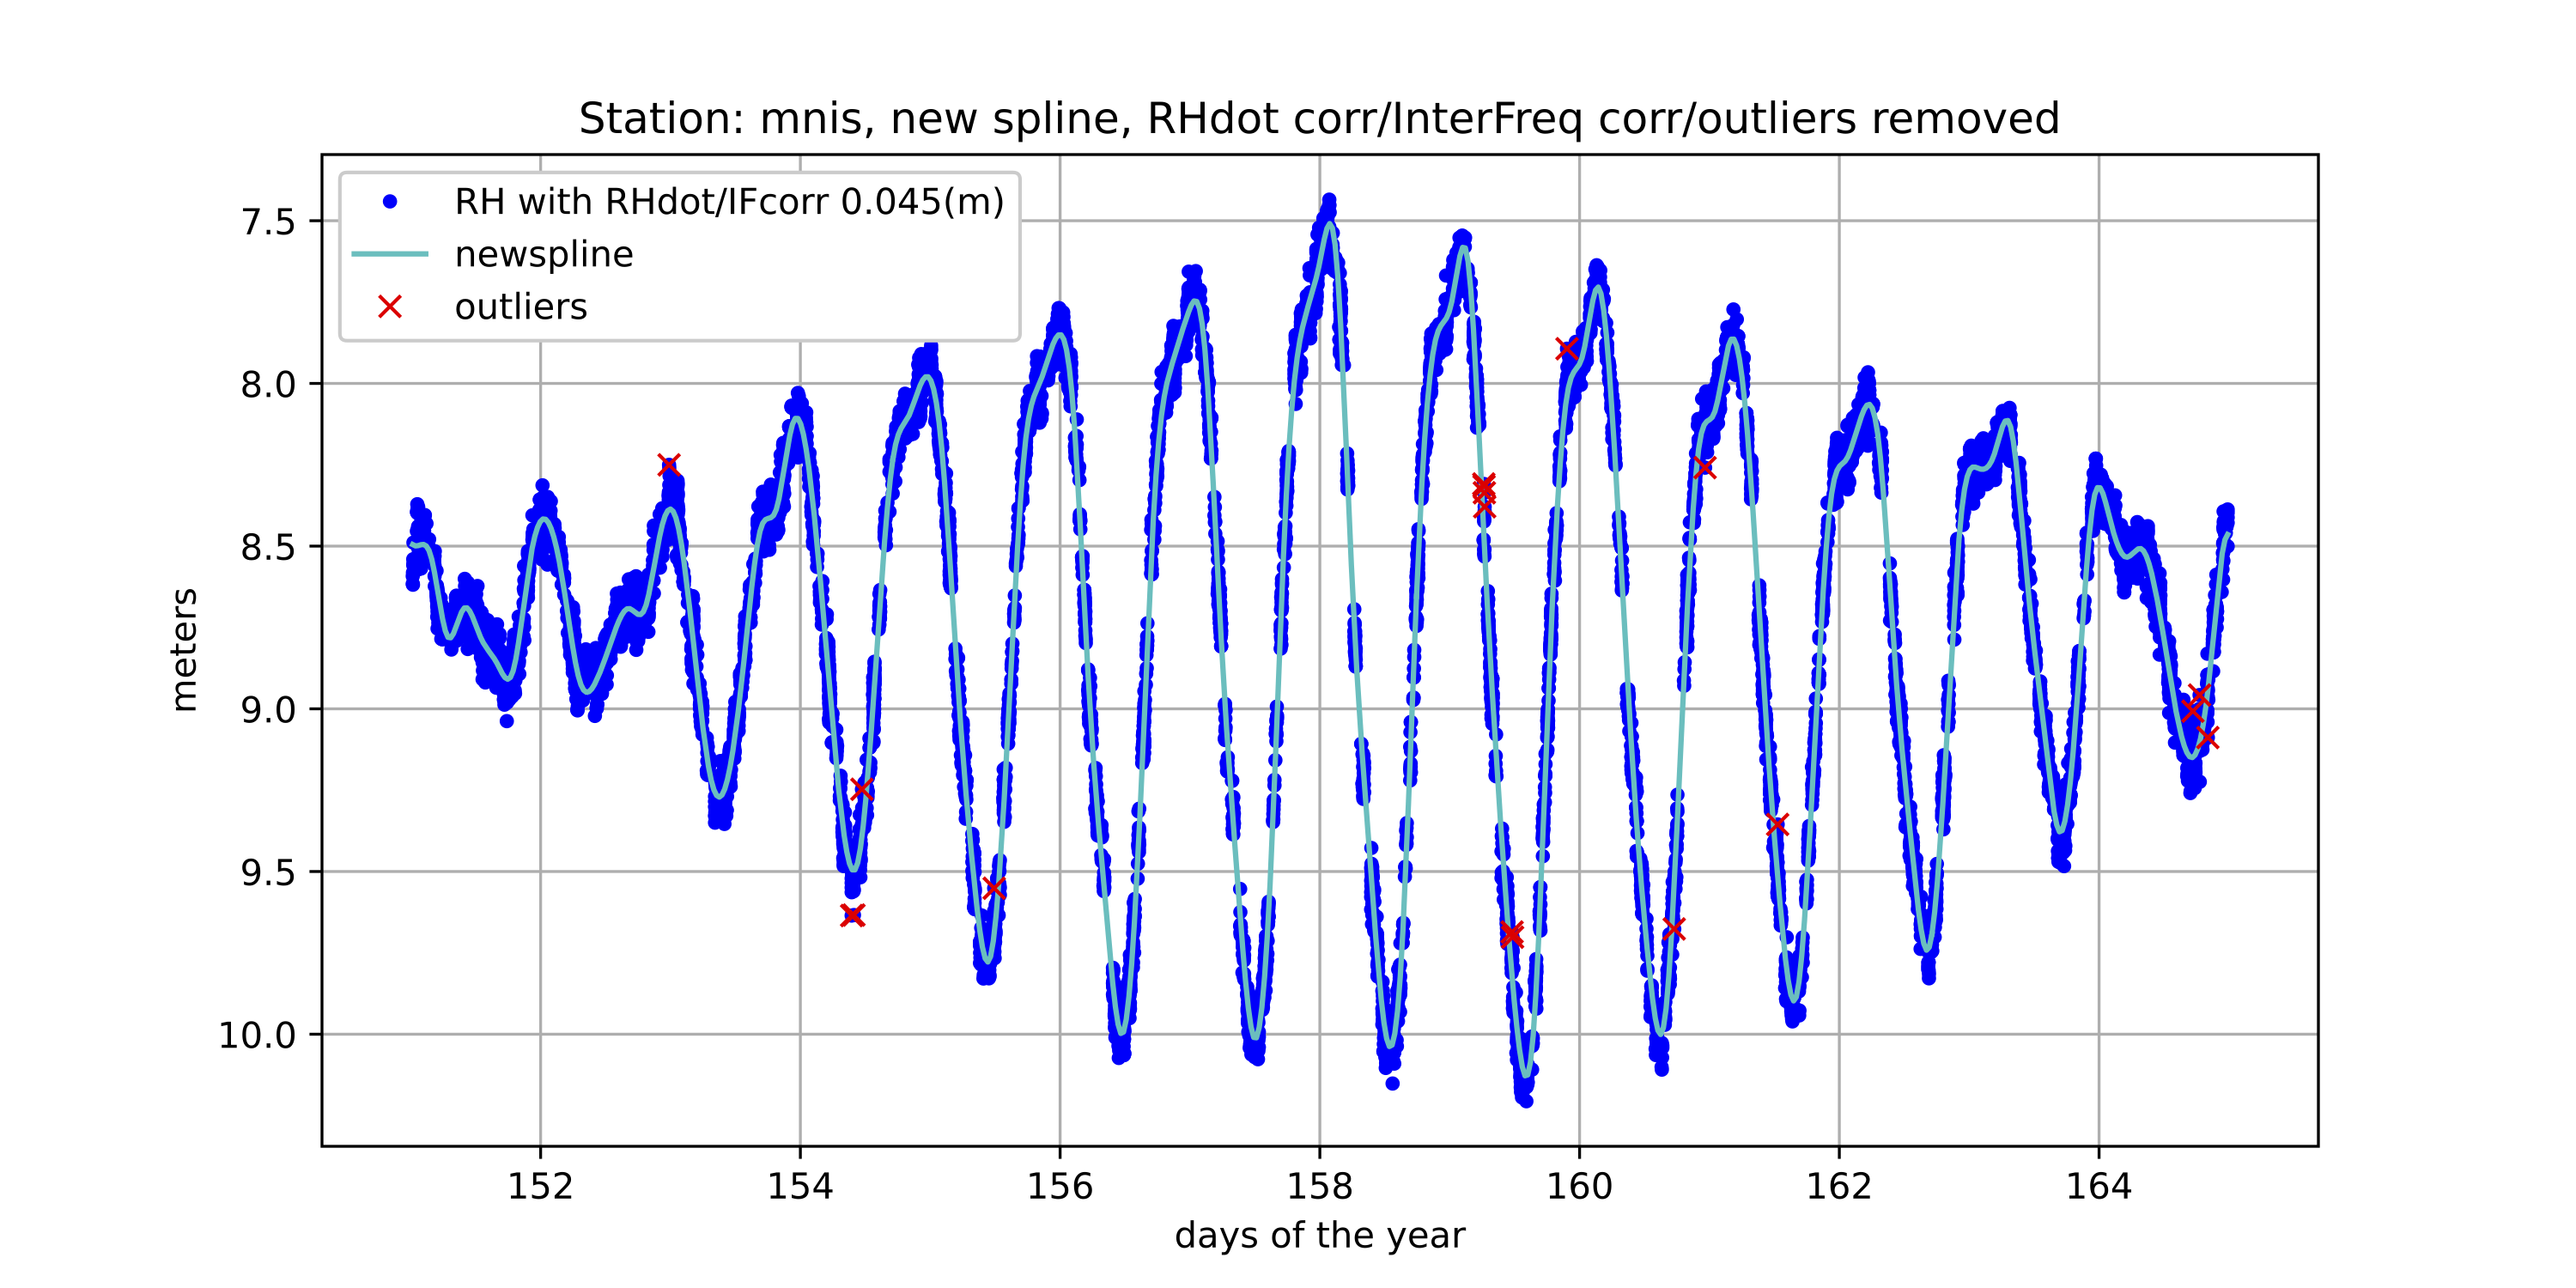 Station: mnis, new spline, RHdot corr/InterFreq corr/outliers removed
RH with RHdot/IFcorr 0.045(m)
newspline
outliers
7.5
8.0
8.5
9.0
9.5
10.0
meters
152 154 156 158 160 162 164
days of the year